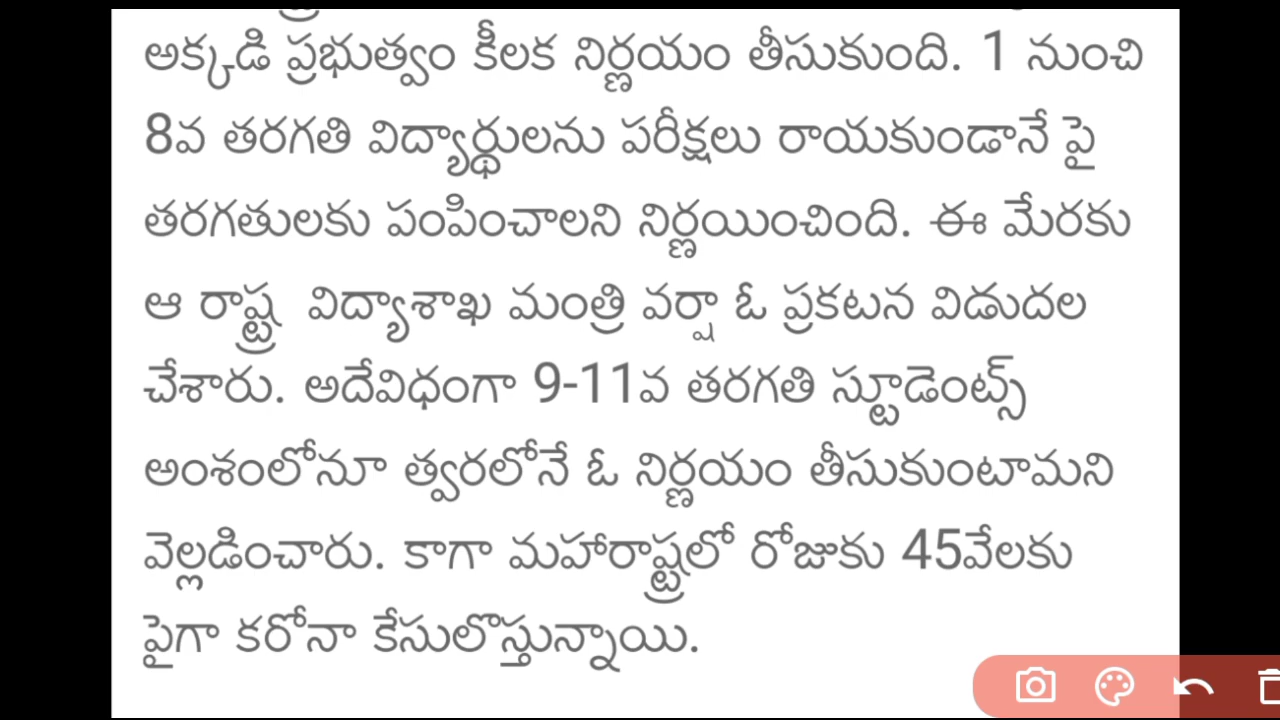 అక్కడి ప్రభుత్వం కీలక నిర్ణయం తీసుకుంది. 1 నుంచి
8వ తరగతి విద్యార్థులను పరీక్షలు రాయకుండానే పై
తరగతులకు పంపించాలని నిర్ణయించింది. ఈ మేరకు
ఆ రాష్ట్ర విద్యాశాఖ మంత్రి వర్షా ఓ ప్రకటన విడుదల
చేశారు. అదేవిధంగా 9-11వ తరగతి స్టూడెంట్స్
అంశంలోనూ త్వరలోనే ఓ నిర్ణయం తీసుకుంటామని
వెల్లడించారు. కాగా మహారాష్ట్రలో రోజుకు 45వేలకు
పైగా కరోనా కేసులొస్తున్నాయి.